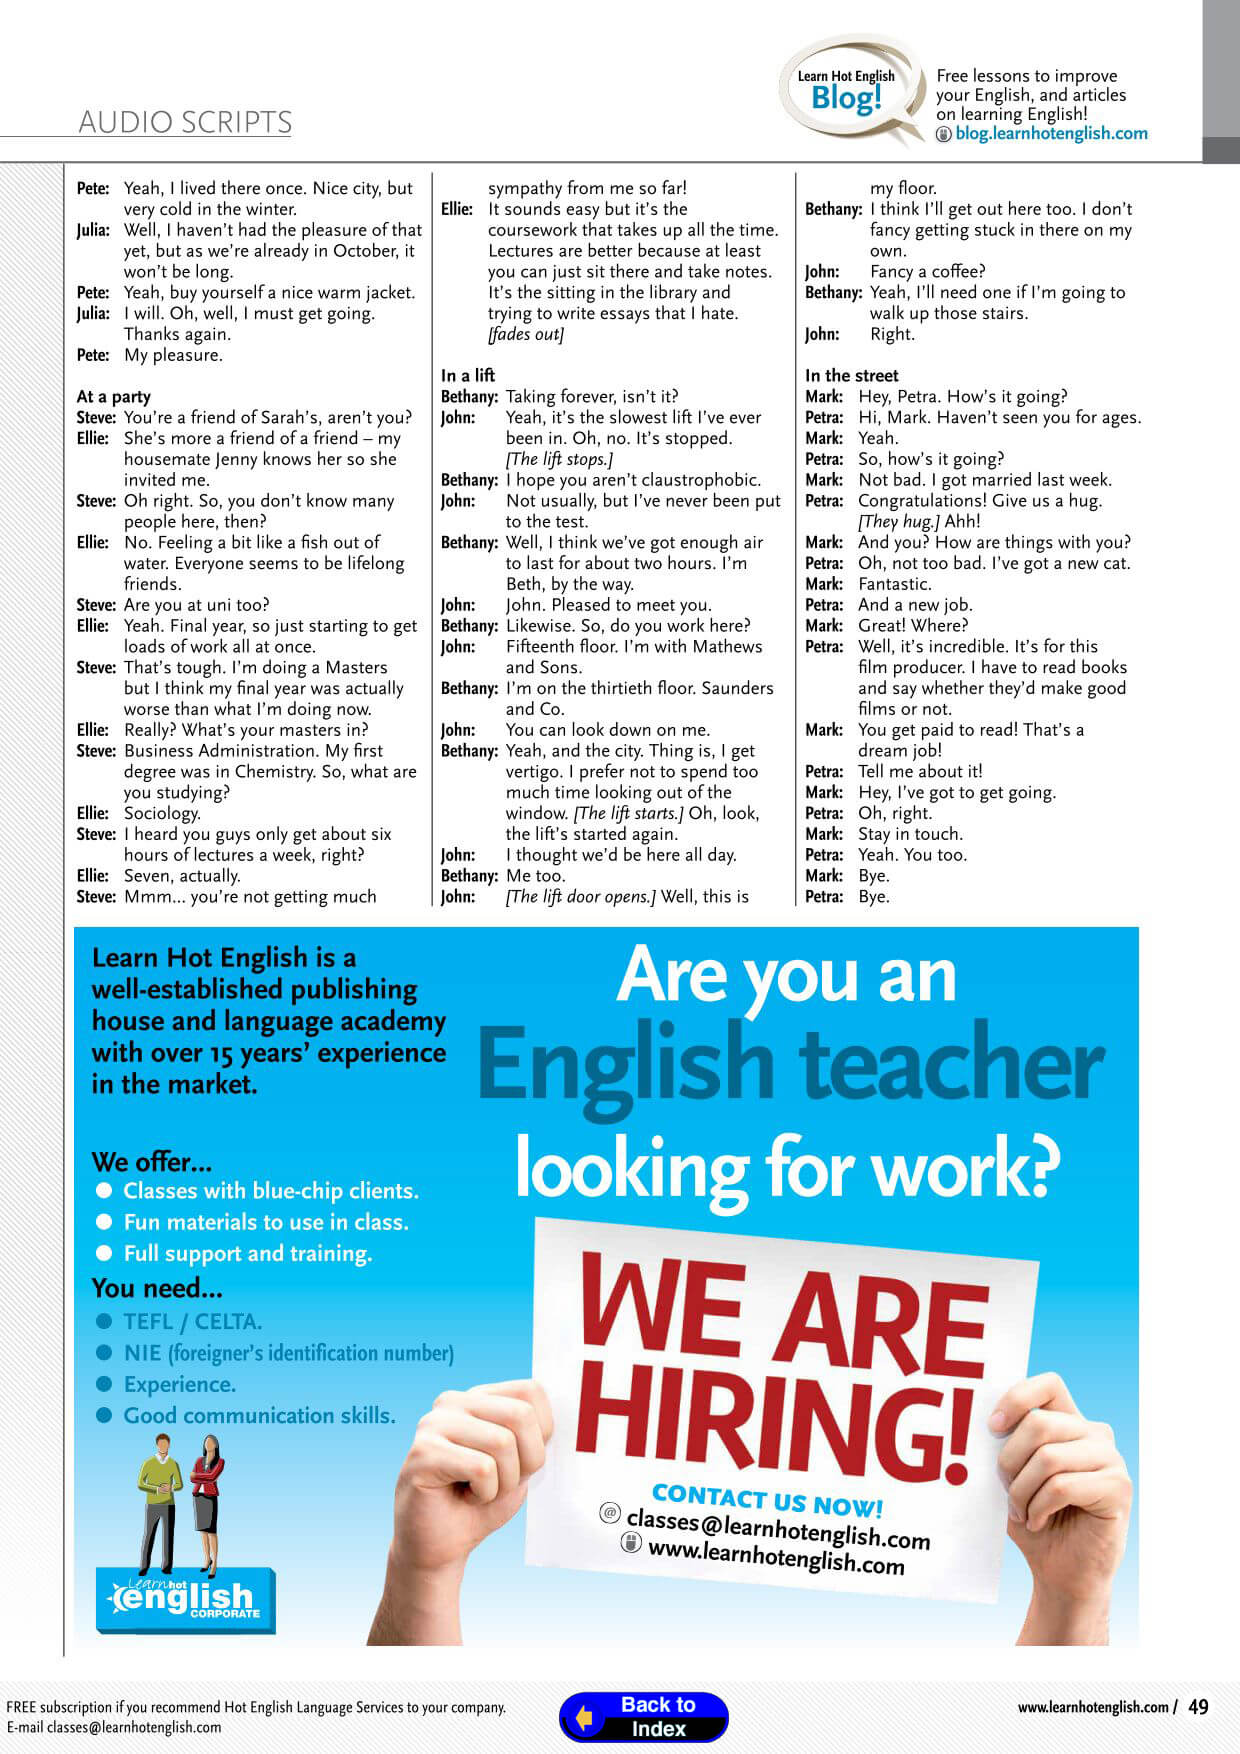 AUDIO SCRIPTS
Learn Hot English
Blog!
Free lessons to improve
your English, and articles
on learning English!
blog.learnhotenglish.com
Pete: Yeah, I lived there once. Nice city, but
very cold in the winter.
Julia: Well, I haven't had the pleasure of that
yet, but as we're already in October, it
won't be long.
Pete: Yeah, buy yourself a nice warm jacket.
Julia: I will. Oh, well, I must get going.
Thanks again.
Pete: My pleasure.
At a party
Steve: You're a friend of Sarah's, aren't you?
Ellie: She's more a friend of a friend – my
housemate Jenny knows her so she
invited me.
Steve: Oh right. So, you don't know many
people here, then?
Ellie: No. Feeling a bit like a fish out of
water. Everyone seems to be lifelong
friends.
Steve: Are you at uni too?
Ellie: Yeah. Final year, so just starting to get
loads of work all at once.
Steve: That's tough. I'm doing a Masters
but I think my final year was actually
worse than what I'm doing now.
Ellie: Really? What's your masters in?
Steve: Business Administration. My first
degree was in Chemistry. So, what are
you studying?
Ellie: Sociology.
Steve: I heard you guys only get about six
hours of lectures a week, right?
Ellie: Seven, actually.
Steve: Mmm... you're not getting much
sympathy from me so far!
Ellie: It sounds easy but it's the
coursework that takes up all the time.
Lectures are better because at least
you can just sit there and take notes.
It's the sitting in the library and
trying to write essays that I hate.
[fades out]
In a lift
Bethany: Taking forever, isn't it?
John: Yeah, it's the slowest lift I've ever
been in. Oh, no. It's stopped.
[The lift stops.]
Bethany: I hope you aren't claustrophobic.
John: Not usually, but I've never been put
to the test.
Bethany: Well, I think we've got enough air
to last for about two hours. I'm
Beth, by the way.
John: John. Pleased to meet you.
Bethany: Likewise. So, do you work here?
John: Fifteenth floor. I'm with Mathews
and Sons.
Bethany: I'm on the thirtieth floor. Saunders
and Co.
John: You can look down on me.
Bethany: Yeah, and the city. Thing is, I get
vertigo. I prefer not to spend too
much time looking out of the
window. [The lift starts.] Oh, look,
the lift's started again.
John: I thought we'd be here all day.
Bethany: Me too.
John: [The lift door opens.] Well, this is
my floor.
Bethany: I think I'll get out here too. I don't
fancy getting stuck in there on my
own.
John: Fancy a coffee?
Bethany: Yeah, I'll need one if I'm going to
walk up those stairs.
John: Right.
In the street
Mark: Hey, Petra. How's it going?
Petra: Hi, Mark. Haven't seen you for ages.
Mark: Yeah.
Petra: So, how's it going?
Mark: Not bad. I got married last week.
Petra: Congratulations! Give us a hug.
[They hug.] Ahh!
Mark: And you? How are things with you?
Petra: Oh, not too bad. I've got a new cat.
Mark: Fantastic.
Petra: And a new job.
Mark: Great! Where?
Petra: Well, it's incredible. It's for this
film producer. I have to read books
and say whether they'd make good
films or not.
Mark: You get paid to read! That's a
dream job!
Petra: Tell me about it!
Mark: Hey, I've got to get going.
Petra: Oh, right.
Mark: Stay in touch.
Petra: Yeah. You too.
Mark: Bye.
Petra: Bye.
Learn Hot English is a
well-established publishing
house and language academy
with over 15 years' experience
in the market.
We offer...
Classes with blue-chip clients.
Fun materials to use in class.
Full support and training.
You need...
TEFL / CELTA.
NIE (foreigner's identification number)
Experience.
Good communication skills.
Learn hot
english
CORPORATE
Are you an
English teacher
looking for work?
WE ARE
HIRING!
CONTACT US NOW!
@ classes@learnhotenglish.com
www.learnhotenglish.com
FREE subscription if you recommend Hot English Language Services to your company.
E-mail classes@learnhotenglish.com
Back to
Index
www.learnhotenglish.com / 49